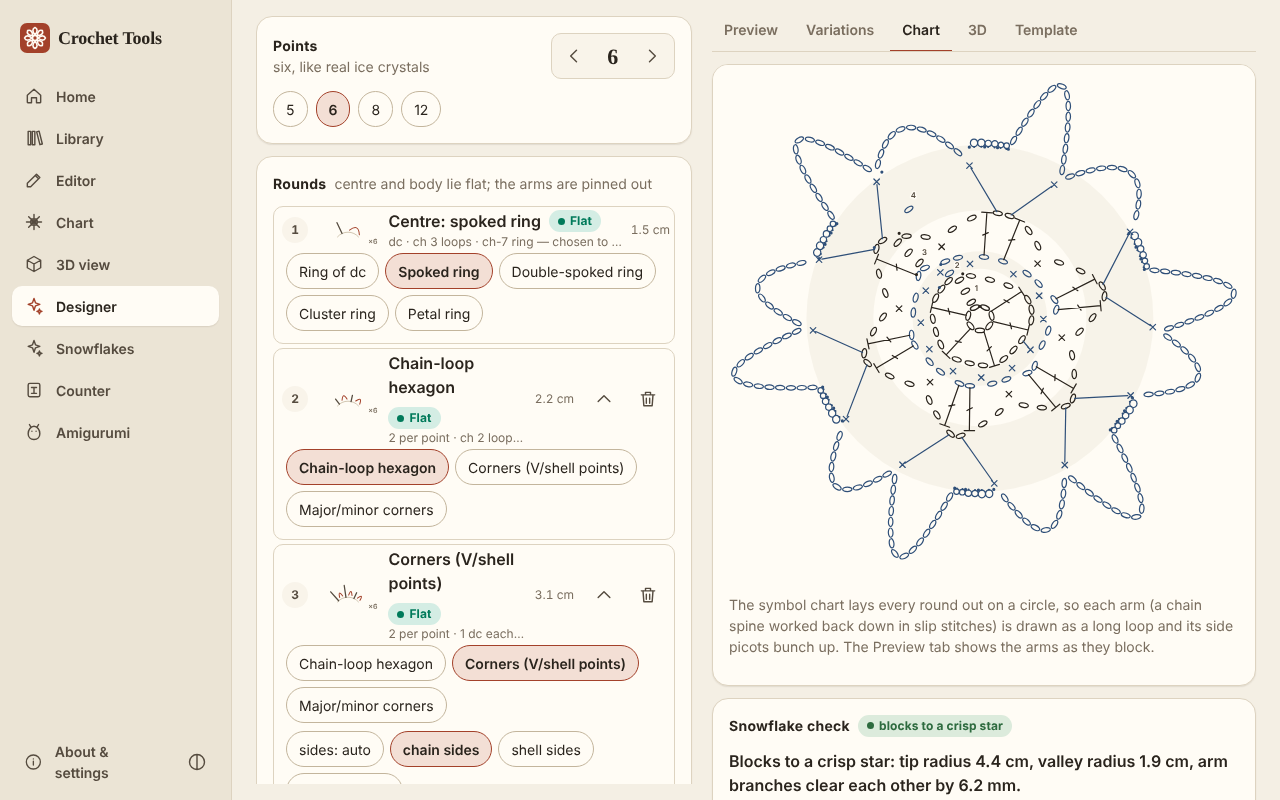 Crochet Tools
Home
Library
Editor
Chart
3D view
Designer
Snowflakes
Counter
Amigurumi
About &
settings
Points
six, like real ice crystals
6
5 6 8 12
Rounds centre and body lie flat; the arms are pinned out
1 ×6 Centre: spoked ring Flat 1.5 cm
dc · ch 3 loops · ch-7 ring — chosen to ...
Ring of dc Spoked ring Double-spoked ring
Cluster ring Petal ring
Chain-loop
hexagon
2 ×6 2.2 cm
Flat
2 per point · ch 2 loop...
Chain-loop hexagon Corners (V/shell points)
Major/minor corners
Corners (V/shell
points)
3 ×6 3.1 cm
Flat
2 per point · 1 dc each...
Chain-loop hexagon Corners (V/shell points)
Major/minor corners
sides: auto chain sides shell sides
Preview Variations Chart 3D Template
4
3
2
1
The symbol chart lays every round out on a circle, so each arm (a chain
spine worked back down in slip stitches) is drawn as a long loop and its side
picots bunch up. The Preview tab shows the arms as they block.
Snowflake check blocks to a crisp star
Blocks to a crisp star: tip radius 4.4 cm, valley radius 1.9 cm, arm
branches clear each other by 6.2 mm.